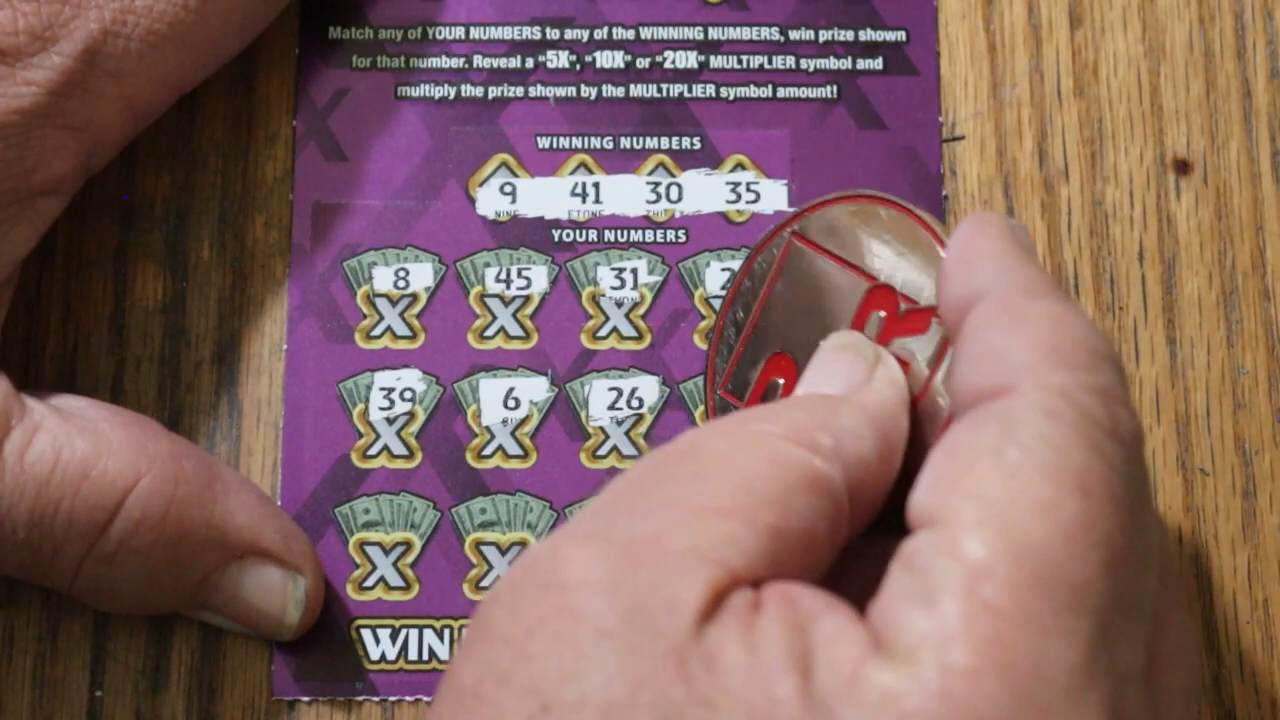 Match any of YOUR NUMBERS to any of the WINNING NUMBERS, win prize shown
for that number. Reveal a "5X", "10X" or "20X" MULTIPLIER symbol and
multiply the prize shown by the MULTIPLIER symbol amount!
WINNING NUMBERS
9 41 30 35
NINE
YOUR NUMBERS
8 45 31 2
X X X
39 6 26
X X X
X X
WIN